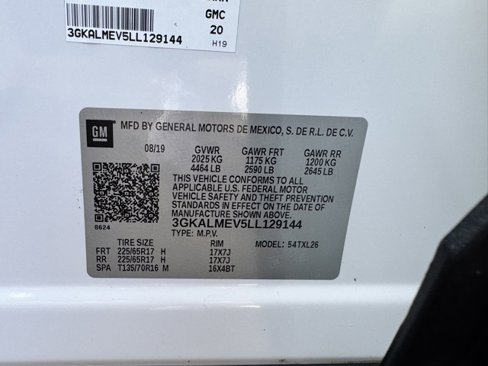 GMC
3GKALMEV5LL129144
20
H19
GM
MFD BY GENERAL MOTORS DE MEXICO, S. DE R.L. DE C.V.
08/19 GVWR GAWR FRT GAWR RR
2025 KG 1175 KG 1200 KG
4464 LB 2590 LB 2645 LB
THIS VEHICLE CONFORMS TO ALL
APPLICABLE U.S. FEDERAL MOTOR
VEHICLE SAFETY AND THEFT PREVENTION
STANDARDS IN EFFECT ON THE DATE OF
MANUFACTURE SHOWN ABOVE.
8624
3GKALMEV5LL129144
TYPE: M.P.V.
TIRE SIZE RIM MODEL: 54TXL26
FRT 225/65R17 H 17X7J
RR 225/65R17 H 17X7J
SPA T135/70R16 M 16X4BT